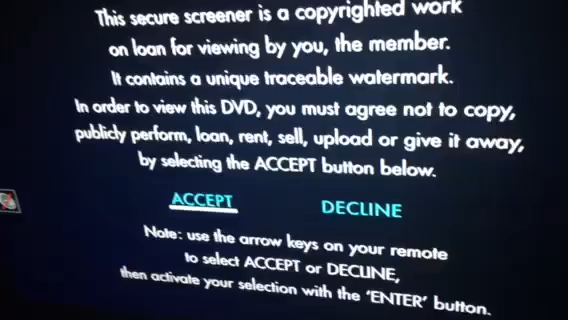 This secure screener is a copyrighted work
on loan for viewing by you, the member.
It contains a unique traceable watermark.
In order to view this DVD, you must agree not to copy,
publicly perform, loan, rent, sell, upload or give it away,
by selecting the ACCEPT button below.
ACCEPT DECLINE
Note: use the arrow keys on your remote
to select ACCEPT or DECLINE,
then activate your selection with the 'ENTER' button.